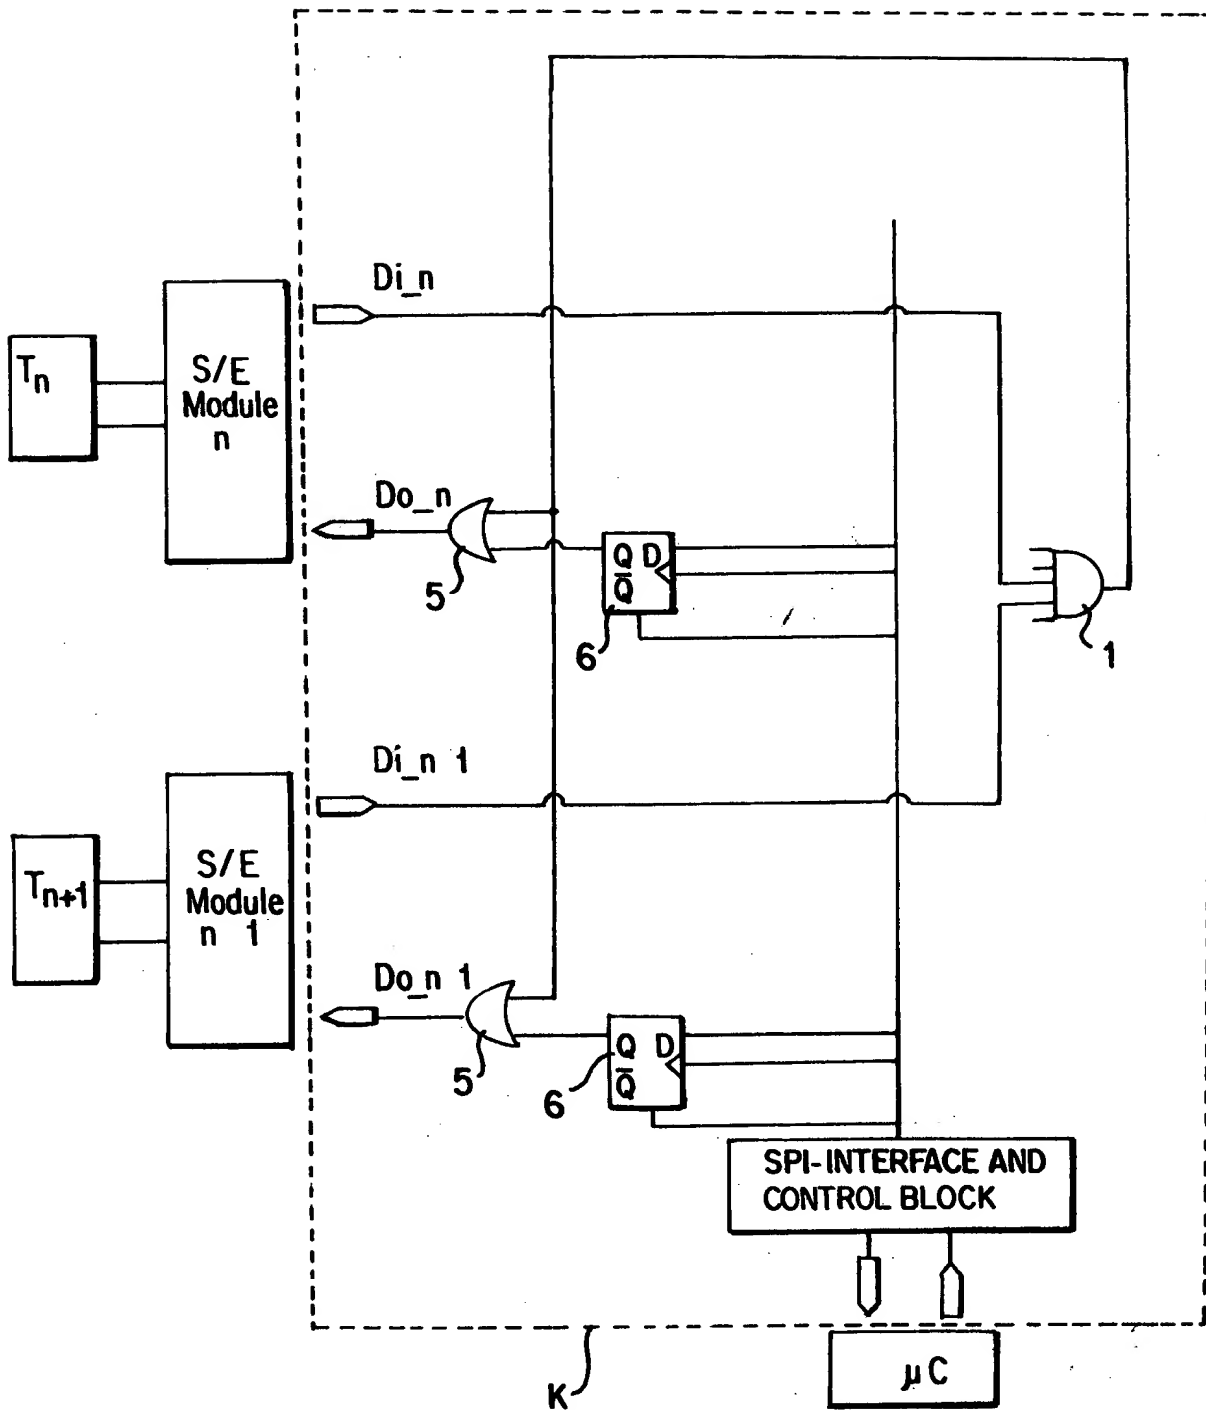 Di_n
Tn
S/E
Module
n
Do_n
5
Q D
Q̅
6
1
Di_n 1
Tn+1
S/E
Module
n 1
Do_n 1
5
Q D
Q̅
6
SPI-INTERFACE AND
CONTROL BLOCK
K
μC